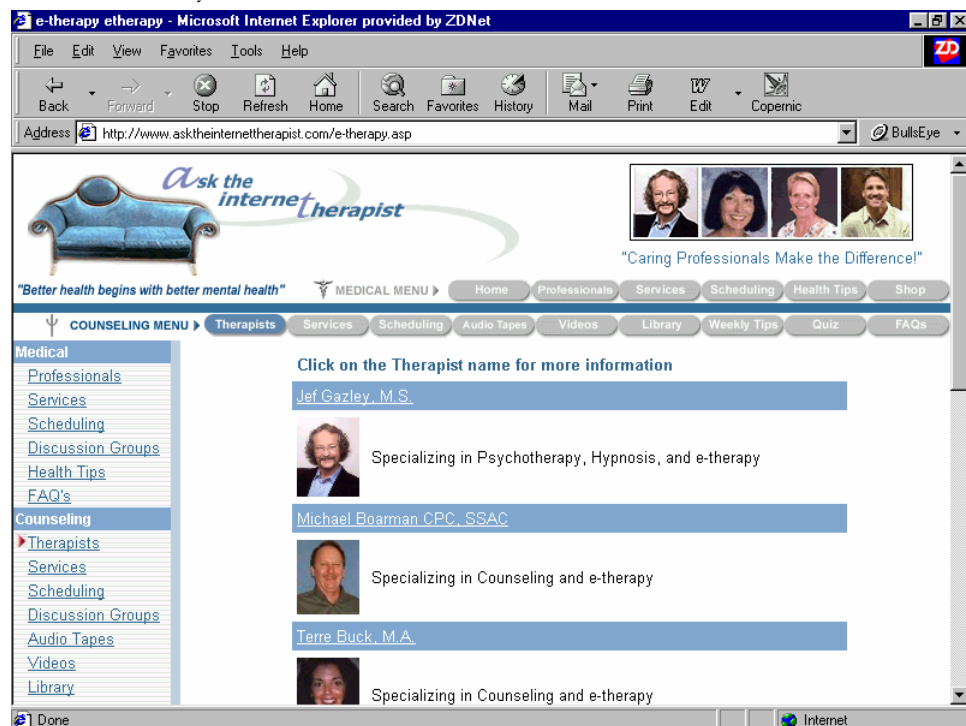 e-therapy etherapy - Microsoft Internet Explorer provided by ZDNet
File Edit View Favorites Tools Help
ZD
Back Forward Stop Refresh Home Search Favorites History Mail Print Edit Copernic
Address http://www.asktheinternettherapist.com/e-therapy.asp BullsEye
ask the
internet therapist
"Caring Professionals Make the Difference!"
"Better health begins with better mental health" MEDICAL MENU Home Professionals Services Scheduling Health Tips Shop
COUNSELING MENU Therapists Services Scheduling Audio Tapes Videos Library Weekly Tips Quiz FAQs
Medical
Professionals
Services
Scheduling
Discussion Groups
Health Tips
FAQ's
Counseling
Therapists
Services
Scheduling
Discussion Groups
Audio Tapes
Videos
Library
Click on the Therapist name for more information
Jef Gazley, M.S.
Specializing in Psychotherapy, Hypnosis, and e-therapy
Michael Boarman CPC, SSAC
Specializing in Counseling and e-therapy
Terre Buck, M.A.
Specializing in Counseling and e-therapy
Done Internet